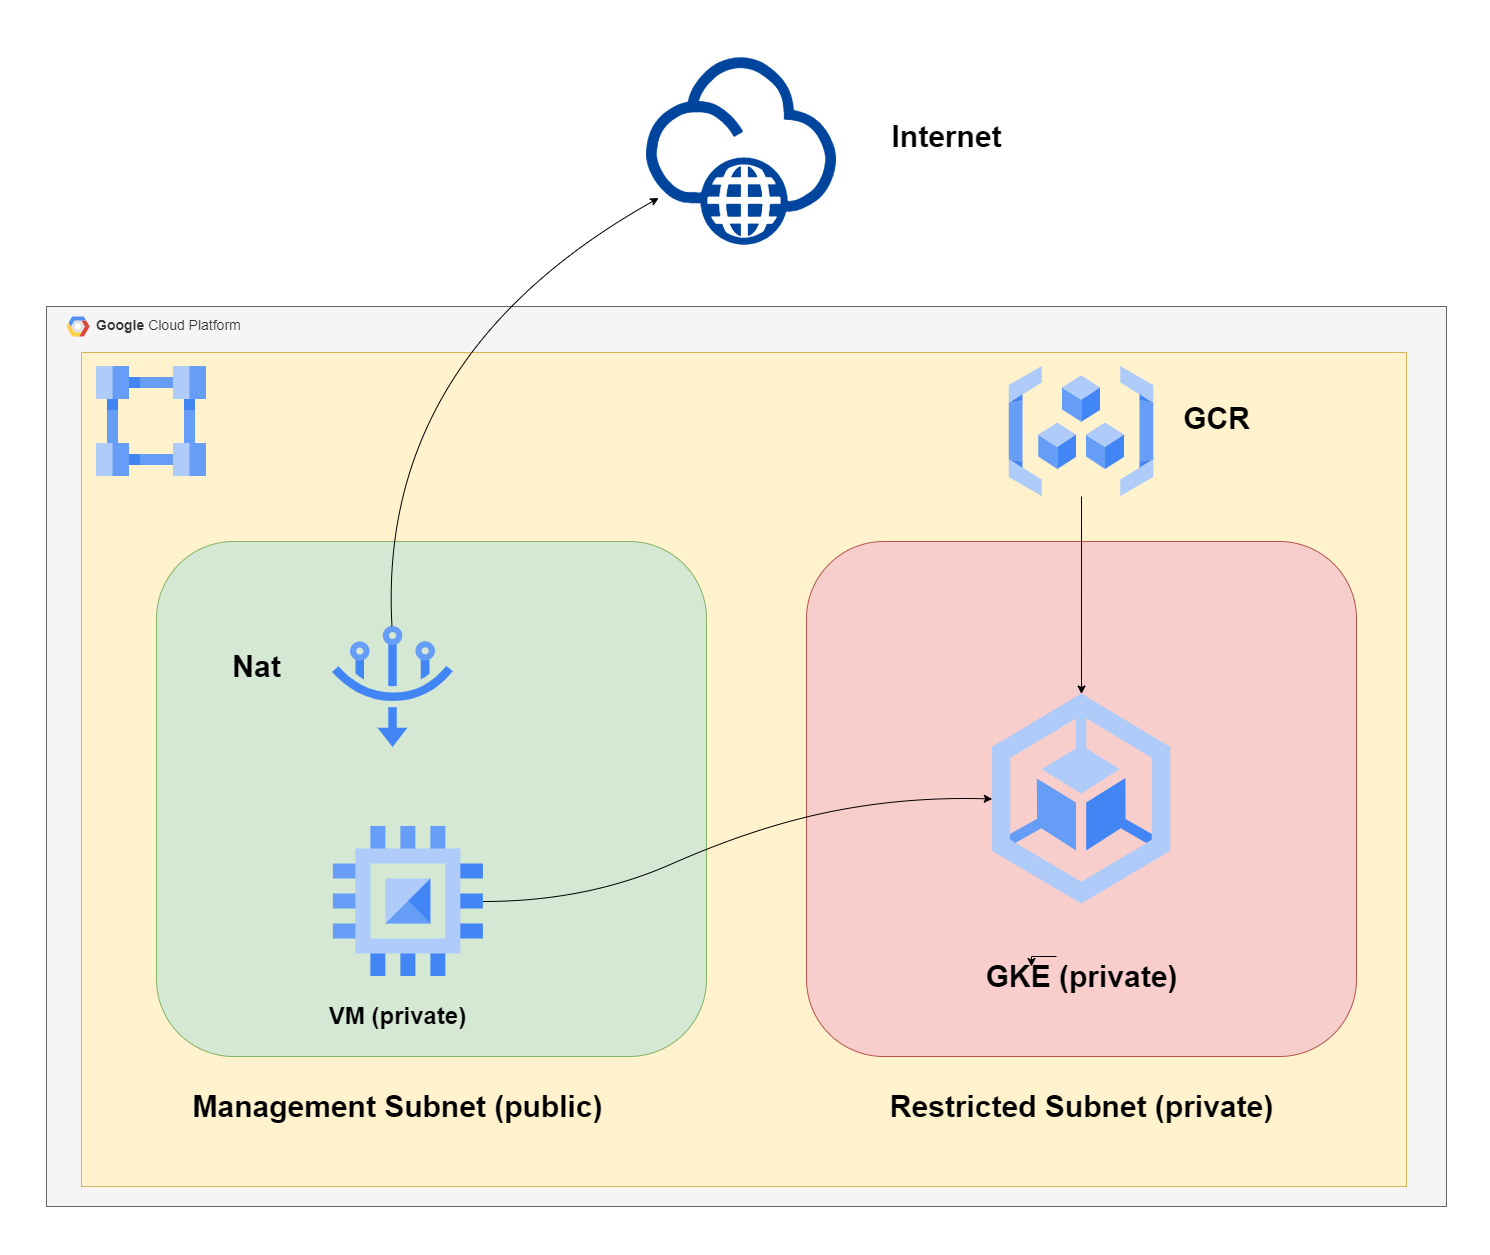 Internet
Google Cloud Platform
GCR
Nat
GKE (private)
VM (private)
Management Subnet (public)
Restricted Subnet (private)